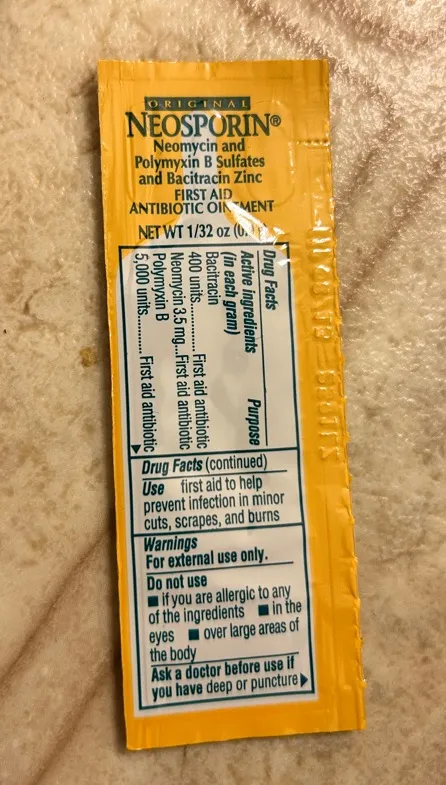 ORIGINAL
NEOSPORIN®
Neomycin and
Polymyxin B Sulfates
and Bacitracin Zinc
FIRST AID
ANTIBIOTIC OINTMENT
NET WT 1/32 oz (0.
Drug Facts
Active ingredients
(in each gram) Purpose
Bacitracin
400 units............ First aid antibiotic
Neomycin 3.5 mg...First aid antibiotic
Polymyxin B
5,000 units.......... First aid antibiotic
Drug Facts (continued)
Use first aid to help
prevent infection in minor
cuts, scrapes, and burns
Warnings
For external use only.
Do not use
■ if you are allergic to any
of the ingredients ■ in the
eyes ■ over large areas of
the body
Ask a doctor before use if
you have deep or puncture